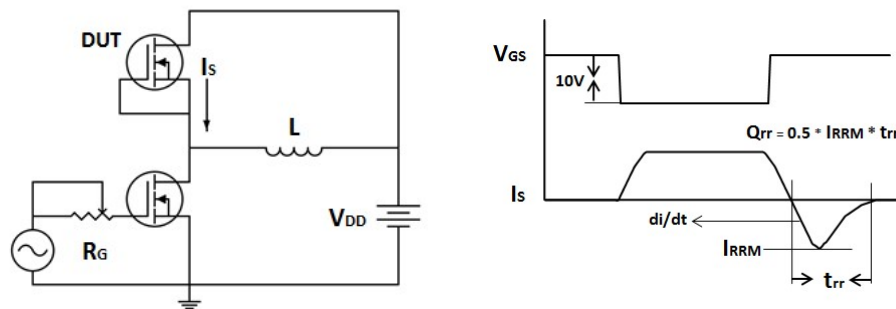 DUT
Is
L
VDD
RG
VGS
10V
Qrr = 0.5 * IRRM * trr
Is
di/dt
IRRM
trr